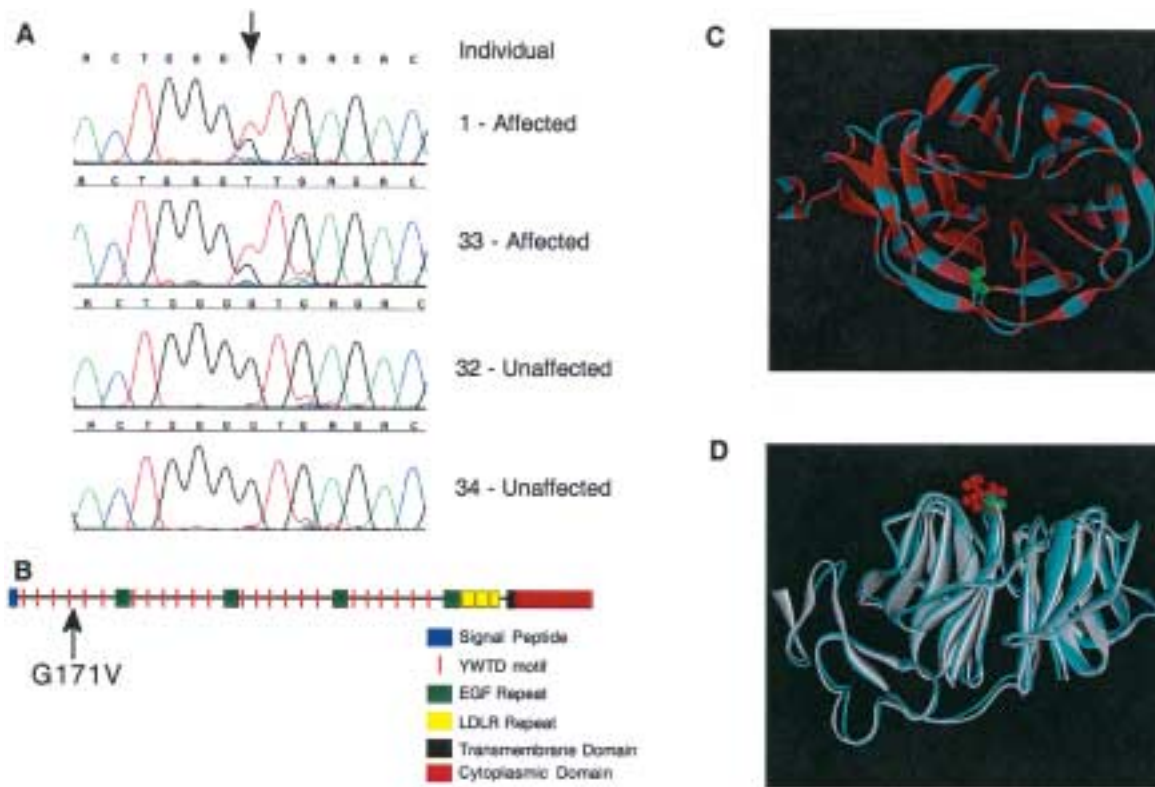 A
Individual
1 - Affected
33 - Affected
32 - Unaffected
34 - Unaffected
B
G171V
Signal Peptide
YWTD motif
EGF Repeat
LDLR Repeat
Transmembrane Domain
Cytoplasmic Domain
C
D